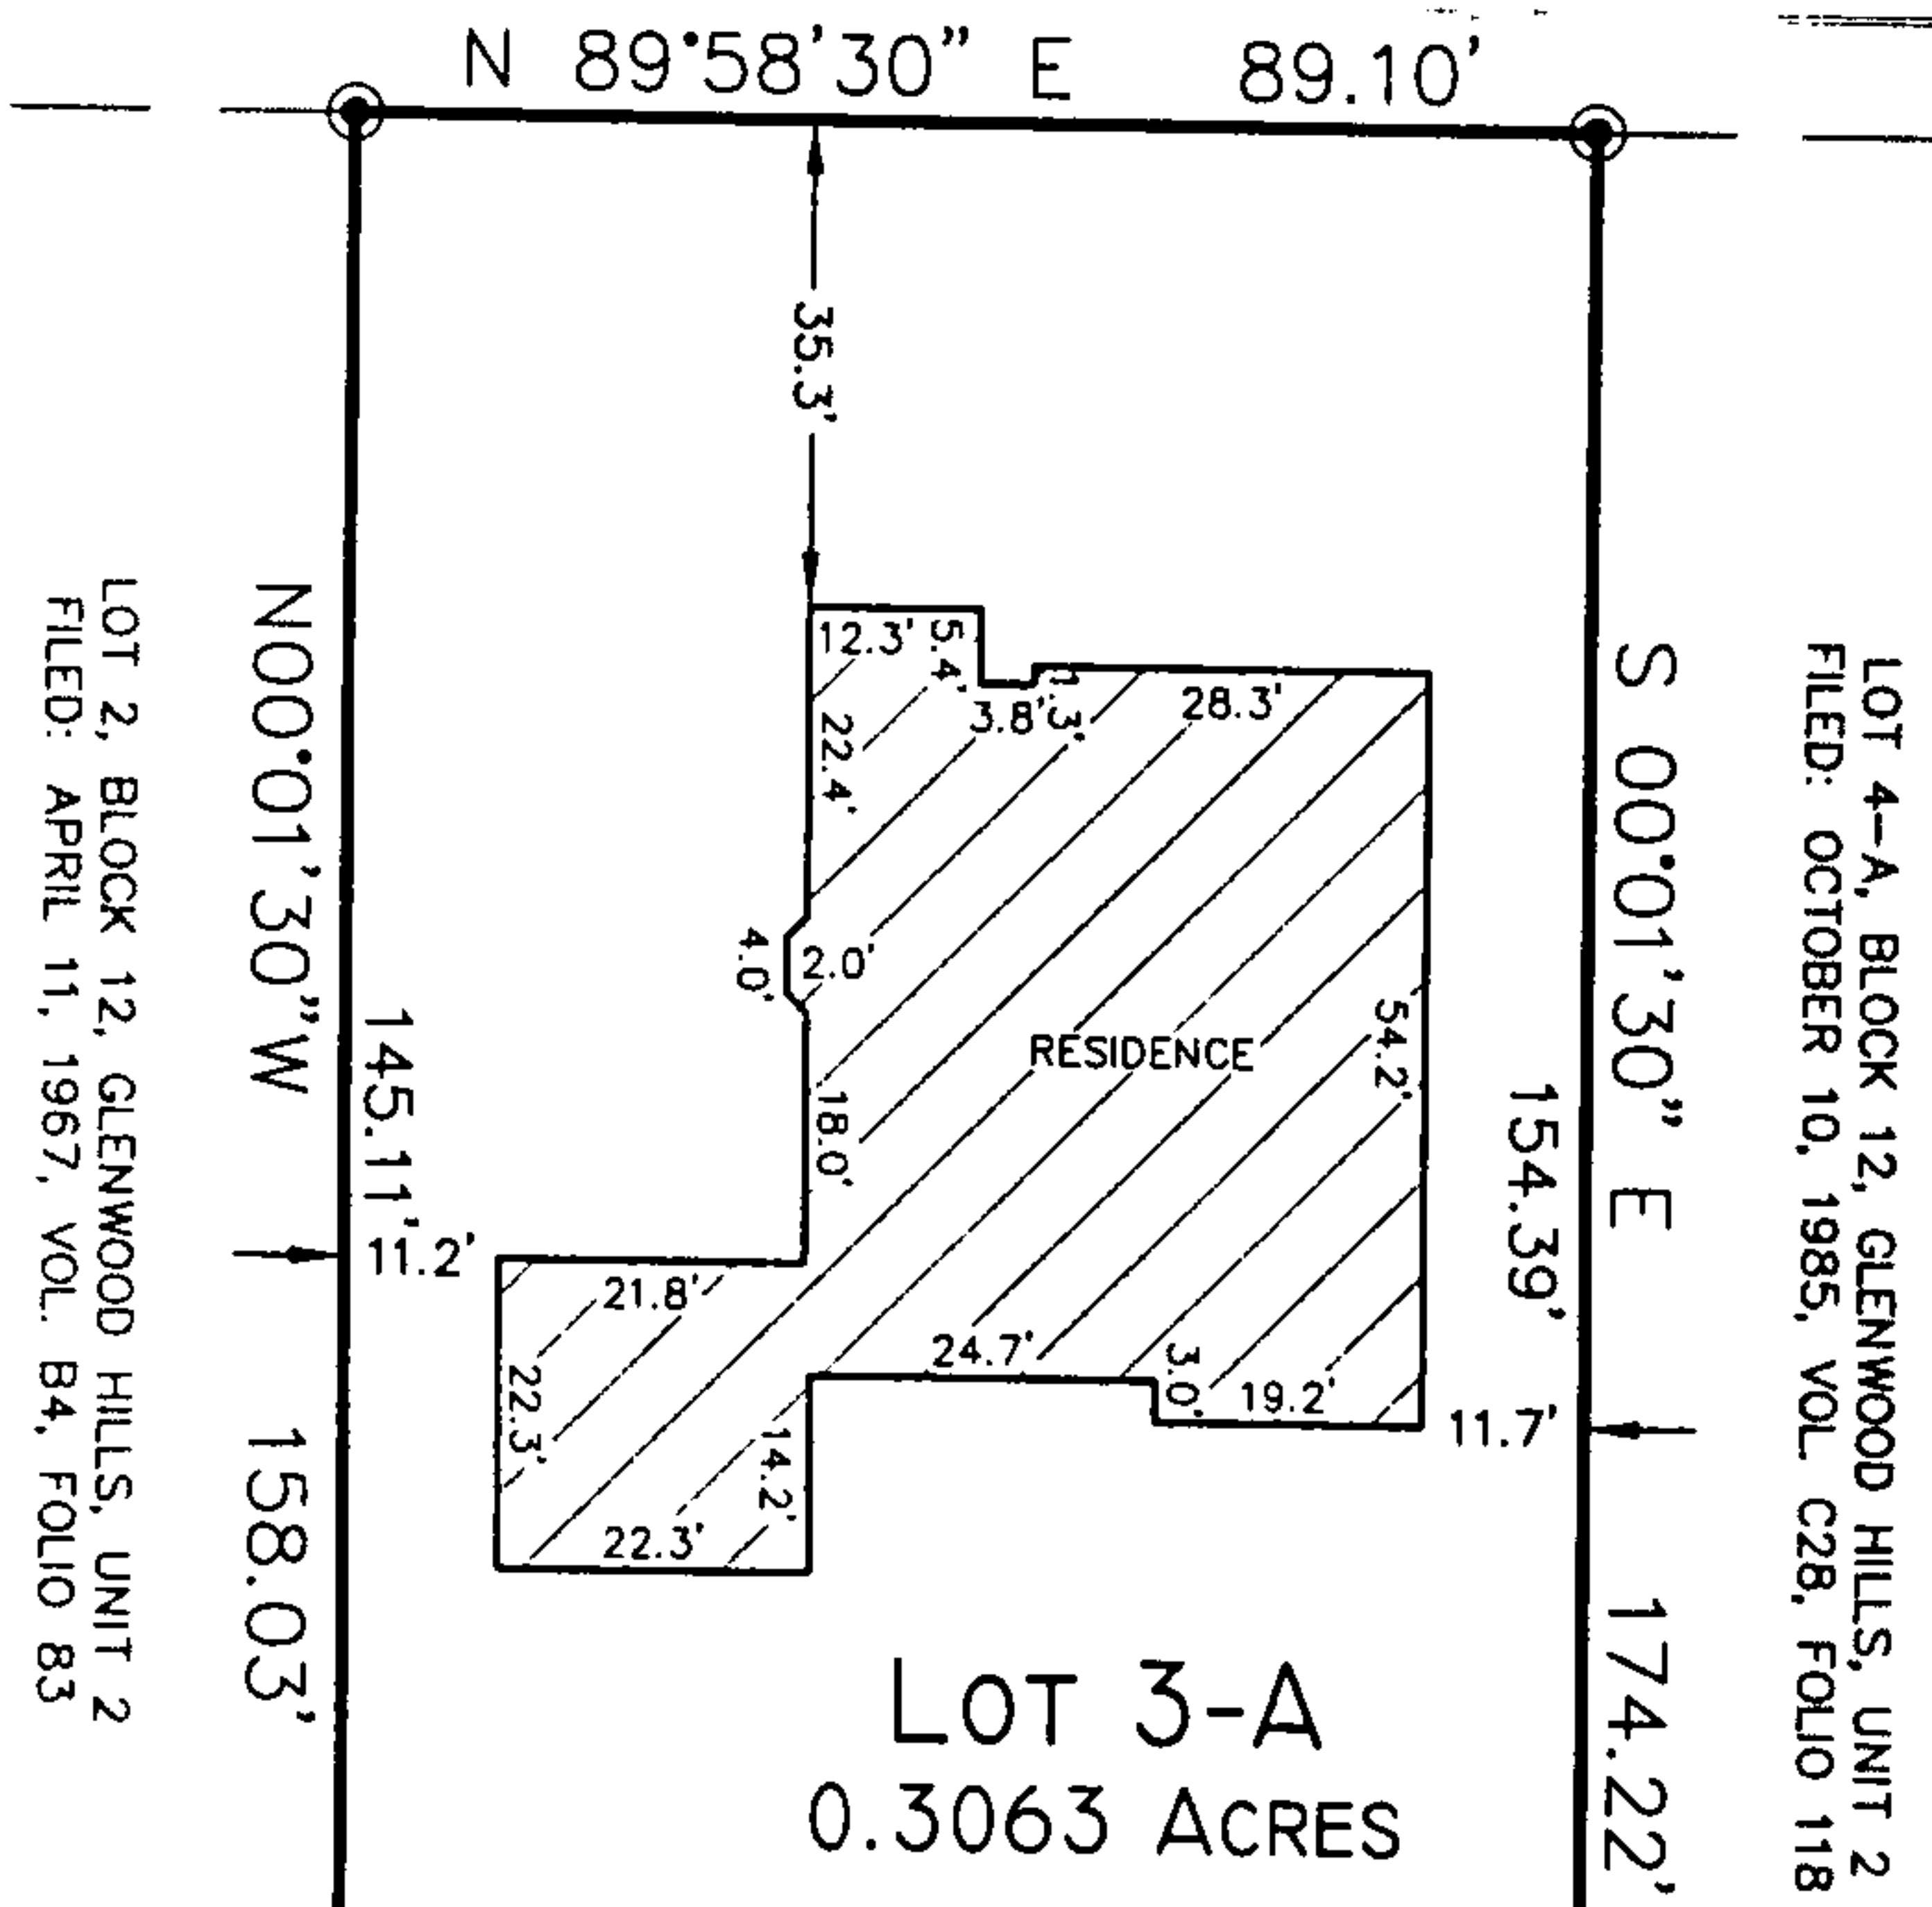 N 89°58'30" E 89.10'
35.3'
12.3'
5.4'
3.8'
1.3'
28.3'
22.4'
4.0'
2.0'
18.0'
RESIDENCE
54.2'
11.2'
21.8'
22.3'
22.3'
14.2'
24.7'
3.0'
19.2'
11.7'
LOT 3-A
0.3063 ACRES
N00°01'30"W 158.03'
145.11'
LOT 2, BLOCK 12, GLENWOOD HILLS, UNIT 2
FILED: APRIL 11, 1967, VOL. B4, FOLIO 83
S 00°01'30" E 174.22'
154.39'
LOT 4-A, BLOCK 12, GLENWOOD HILLS, UNIT 2
FILED: OCTOBER 10, 1985, VOL. C28, FOLIO 118